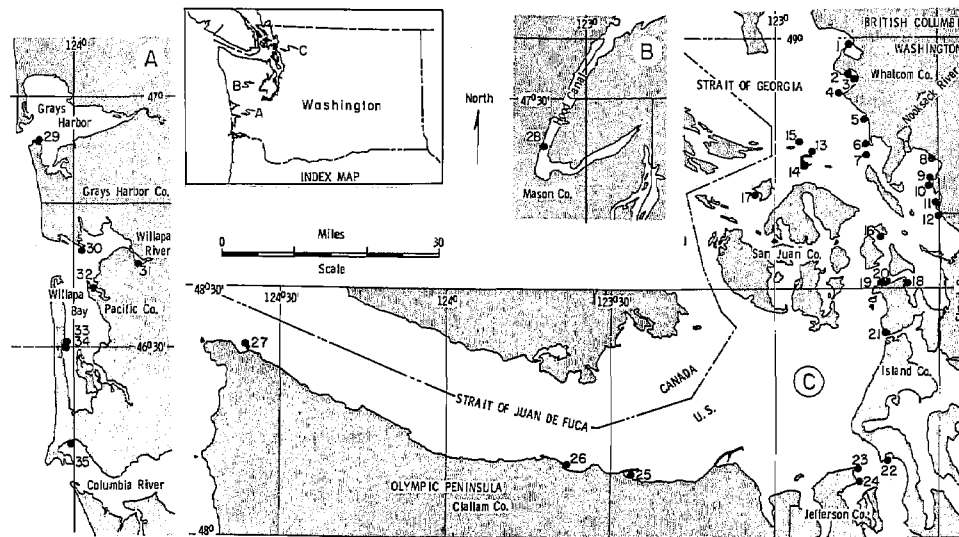 A
124°
47°
Grays
Harbor
29
Grays Harbor Co.
30
Willapa
River
31
32
Willapa
Bay
Pacific Co.
33
34
46°30'
35
Columbia River
C
B
A
Washington
INDEX MAP
North
Miles
0
30
Scale
B
123°
47°30'
Hood Canal
28
Mason Co.
123°
49°
BRITISH COLUMBIA
WASHINGTON
1
2
3
4
Whatcom Co.
Nooksack River
STRAIT OF GEORGIA
5
6
7
8
9
10
11
12
15
13
14
17
16
San Juan Co.
20
19
18
21
Island Co.
C
48°30'
124°30'
124°
123°30'
27
STRAIT OF JUAN DE FUCA
CANADA
U.S.
26
25
23
22
24
OLYMPIC PENINSULA
Clallam Co.
Jefferson Co.
48°